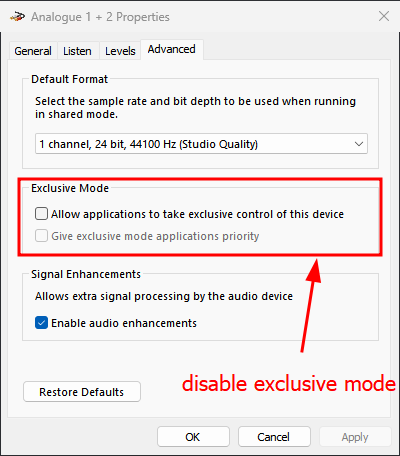 Analogue 1 + 2 Properties
General Listen Levels Advanced
Default Format
Select the sample rate and bit depth to be used when running
in shared mode.
1 channel, 24 bit, 44100 Hz (Studio Quality)
Exclusive Mode
Allow applications to take exclusive control of this device
Give exclusive mode applications priority
Signal Enhancements
Allows extra signal processing by the audio device
Enable audio enhancements
disable exclusive mode
Restore Defaults
OK Cancel Apply